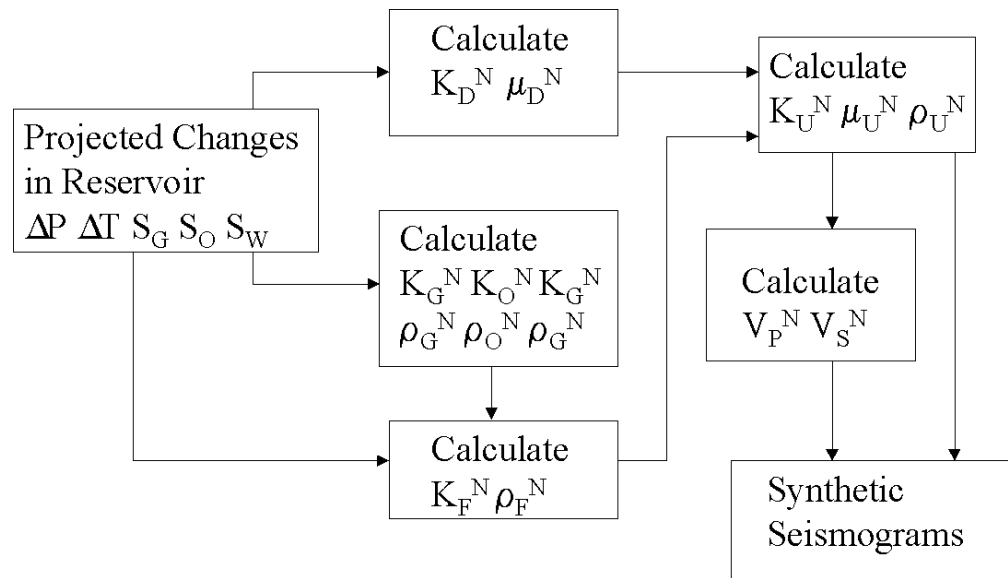 Projected Changes
in Reservoir
ΔP ΔT S_G S_O S_W
Calculate
K_D^N μ_D^N
Calculate
K_G^N K_O^N K_G^N
ρ_G^N ρ_O^N ρ_G^N
Calculate
K_F^N ρ_F^N
Calculate
K_U^N μ_U^N ρ_U^N
Calculate
V_P^N V_S^N
Synthetic
Seismograms